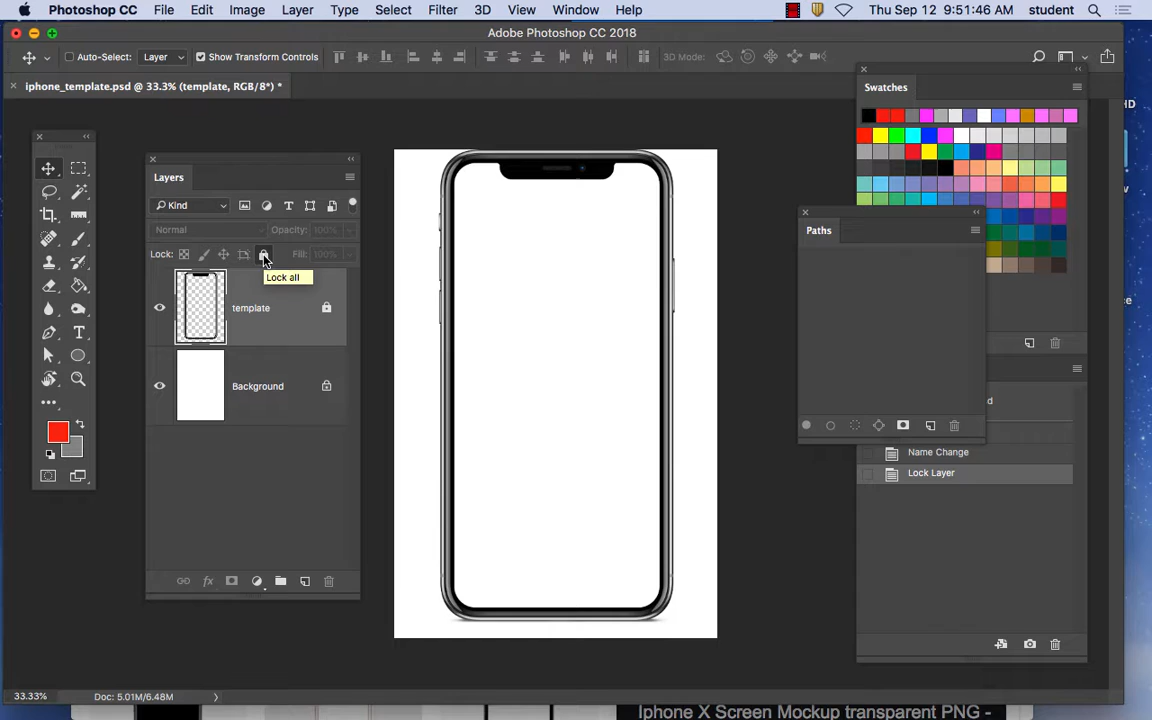 Photoshop CC File Edit Image Layer Type Select Filter 3D View Window Help Thu Sep 12 9:51:46 AM student
Adobe Photoshop CC 2018
Auto-Select: Layer Show Transform Controls 3D Mode:
iphone_template.psd @ 33.3% (template, RGB/8*) *
Swatches
HD
Layers
Kind
Normal Opacity: 100%
Paths
Lock: Fill: 100%
Lock all
template
Background
Name Change
Lock Layer
33.33% Doc: 5.01M/6.48M
Iphone X Screen Mockup transparent PNG -